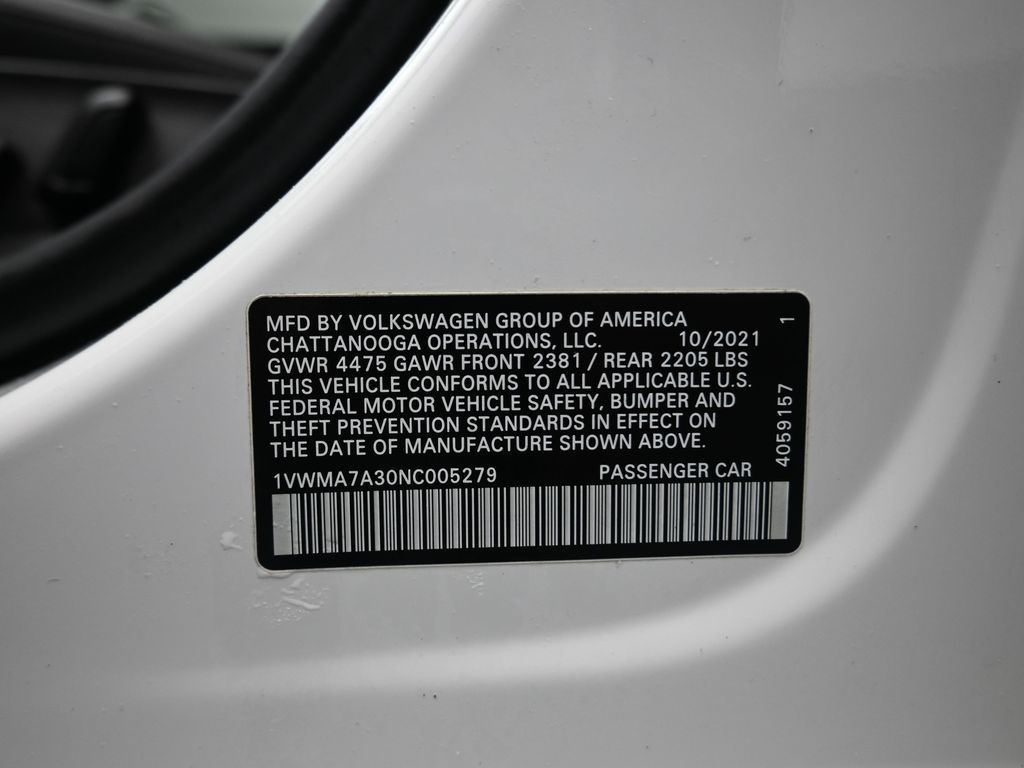 MFD BY VOLKSWAGEN GROUP OF AMERICA
CHATTANOOGA OPERATIONS, LLC. 10/2021
GVWR 4475 GAWR FRONT 2381 / REAR 2205 LBS
THIS VEHICLE CONFORMS TO ALL APPLICABLE U.S.
FEDERAL MOTOR VEHICLE SAFETY, BUMPER AND
THEFT PREVENTION STANDARDS IN EFFECT ON
THE DATE OF MANUFACTURE SHOWN ABOVE.
1VWMA7A30NC005279 PASSENGER CAR
4059157 1